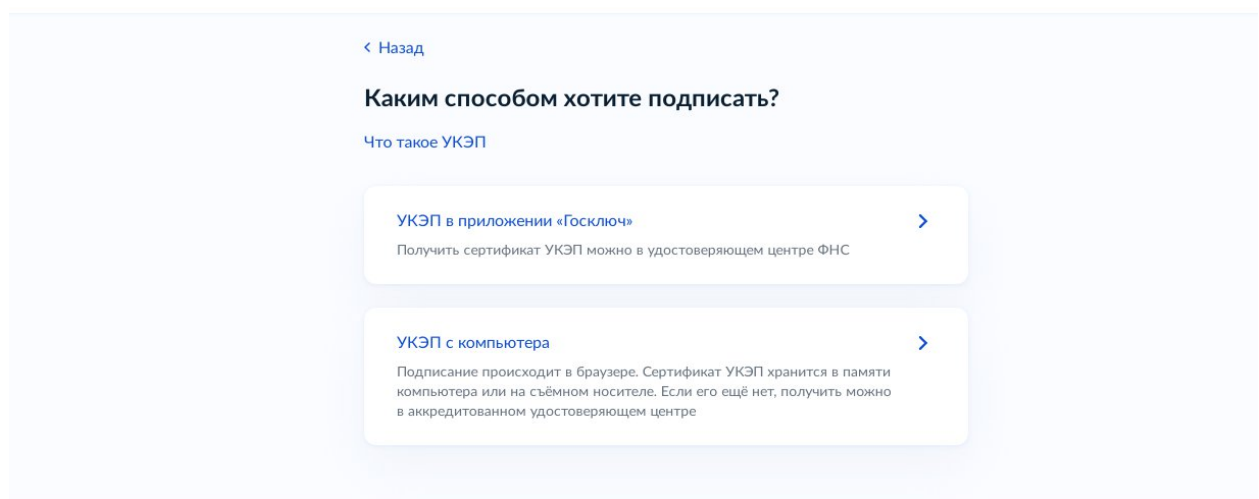 Назад
Каким способом хотите подписать?
Что такое УКЭП
УКЭП в приложении «Госключ»
Получить сертификат УКЭП можно в удостоверяющем центре ФНС
УКЭП с компьютера
Подписание происходит в браузере. Сертификат УКЭП хранится в памяти
компьютера или на съёмном носителе. Если его ещё нет, получить можно
в аккредитованном удостоверяющем центре